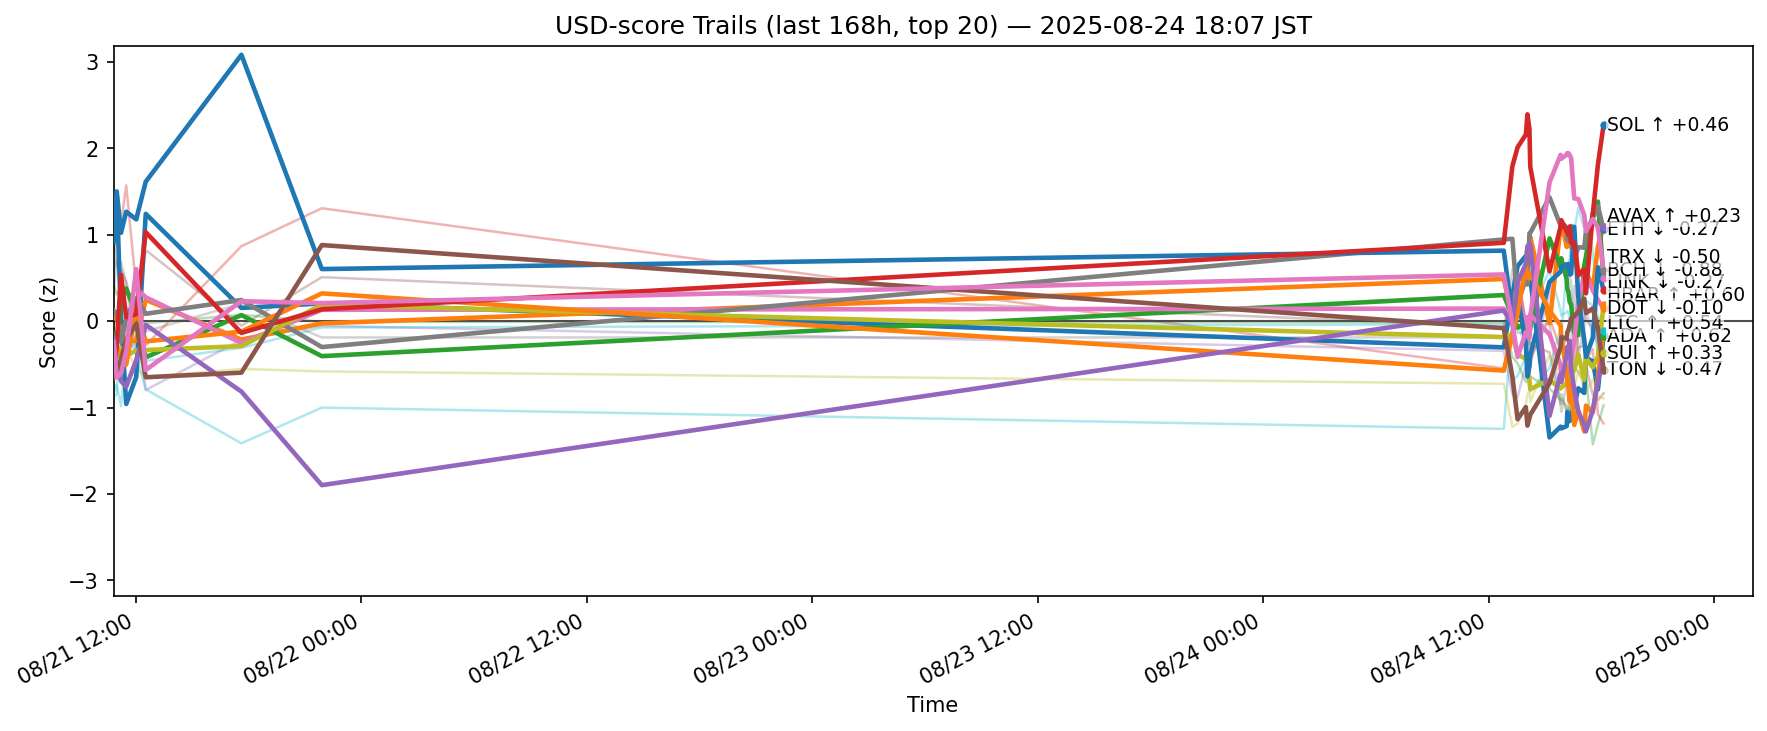 USD-score Trails (last 168h, top 20) — 2025-08-24 18:07 JST
Score (z)
3
2
1
0
−1
−2
−3
SOL ↑ +0.46
AVAX ↑ +0.23
ETH ↓ -0.27
TRX ↓ -0.50
BCH ↓ -0.88
LINK ↓ -0.27
HBAR ↑ +0.60
DOT ↓ -0.10
LTC ↑ +0.54
ADA ↑ +0.62
SUI ↑ +0.33
TON ↓ -0.47
08/21 12:00
08/22 00:00
08/22 12:00
08/23 00:00
08/23 12:00
08/24 00:00
08/24 12:00
08/25 00:00
Time